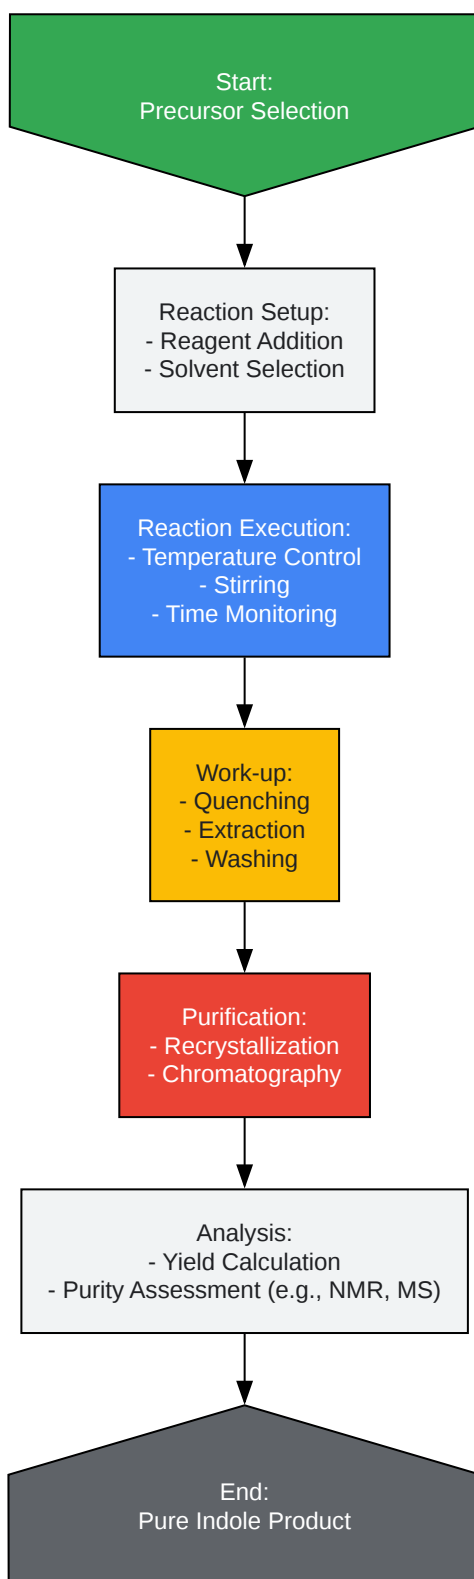 Start:
Precursor Selection
Reaction Setup:
- Reagent Addition
- Solvent Selection
Reaction Execution:
- Temperature Control
- Stirring
- Time Monitoring
Work-up:
- Quenching
- Extraction
- Washing
Purification:
- Recrystallization
- Chromatography
Analysis:
- Yield Calculation
- Purity Assessment (e.g., NMR, MS)
End:
Pure Indole Product